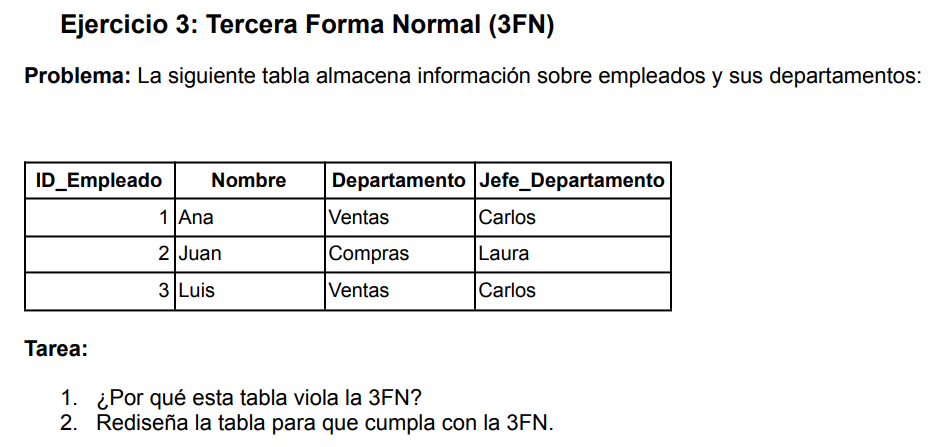 Ejercicio 3: Tercera Forma Normal (3FN)
Problema: La siguiente tabla almacena información sobre empleados y sus departamentos:
ID_Empleado Nombre Departamento Jefe_Departamento
1 Ana Ventas Carlos
2 Juan Compras Laura
3 Luis Ventas Carlos
Tarea:
1. ¿Por qué esta tabla viola la 3FN?
2. Rediseña la tabla para que cumpla con la 3FN.